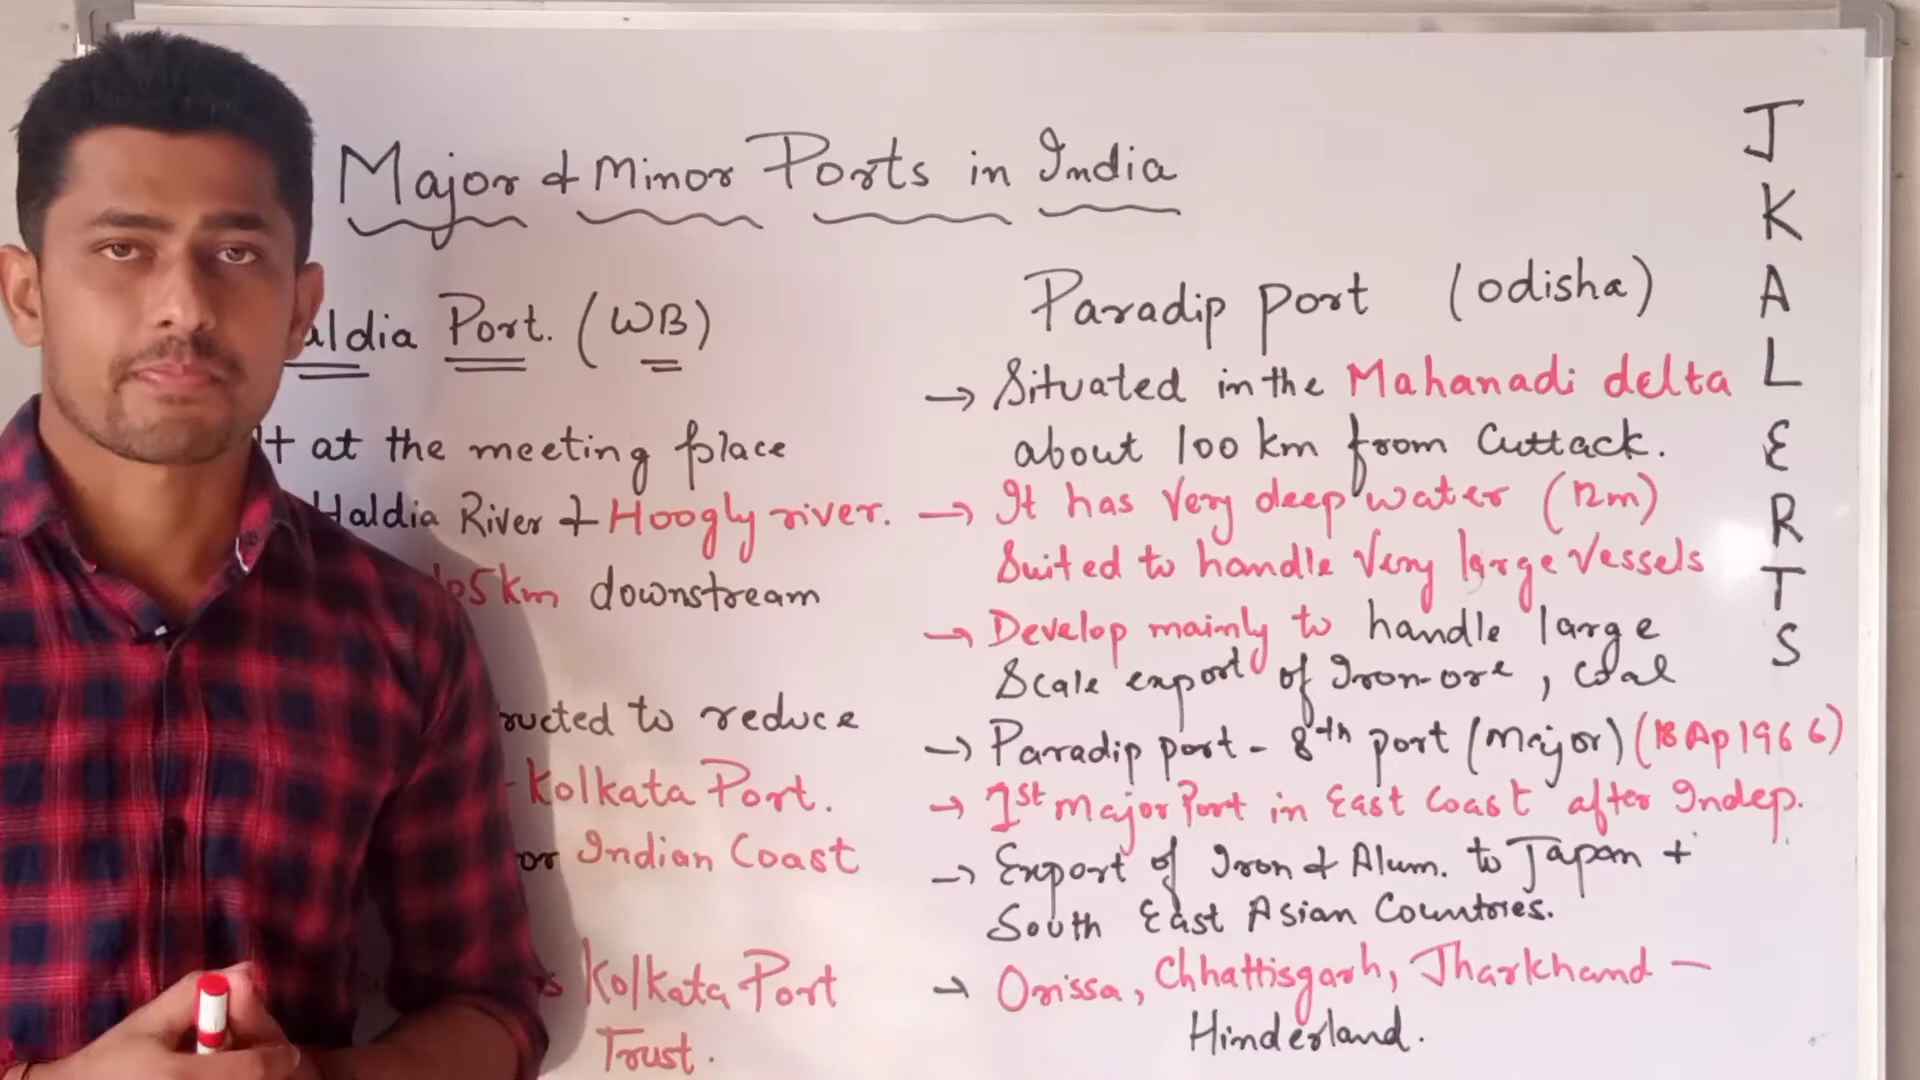 Major & Minor Ports in India
aldia Port. (WB)
at the meeting place
Haldia River & Hoogly river.
5km downstream
ructed to reduce
Kolkata Port.
or Indian Coast
s Kolkata Port
Trust.
Paradip port (odisha)
→ Situated in the Mahanadi delta
about 100 km from Cuttack.
→ It has Very deep water (12m)
Suited to handle Very large Vessels
→ Develop mainly to handle large
Scale export of Iron-ore, Coal
→ Paradip port - 8th port (Major) (18 Ap 1966)
→ 1st Major Port in East Coast after Indep.
→ Export of Iron & Alum. to Japan +
South East Asian Countries.
→ Orissa, Chhattisgarh, Jharkhand —
Hinderland.
JKALERTS